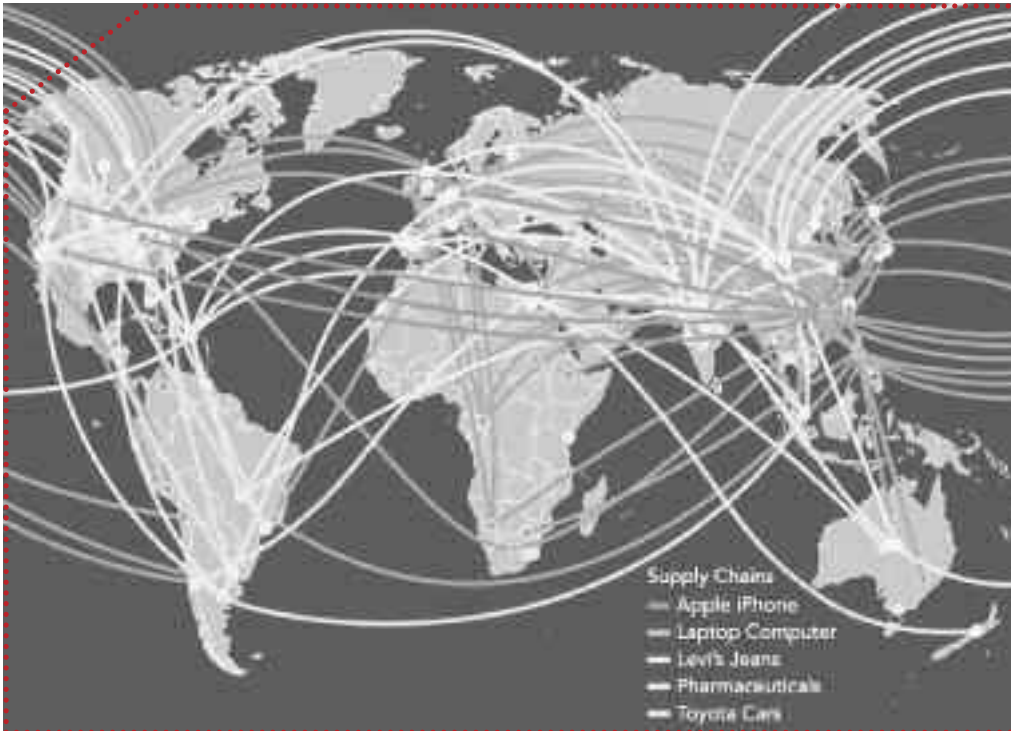 Supply Chains
Apple iPhone
Laptop Computer
Levi's Jeans
Pharmaceuticals
Toyota Cars